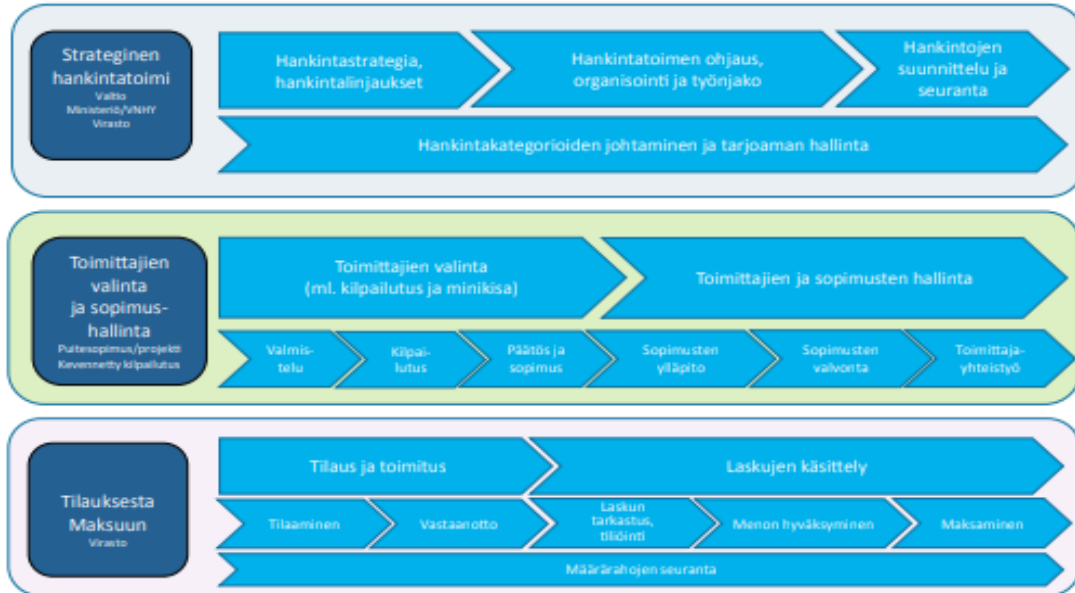 Strateginen
hankintatoimi
Valtio
Ministeriö/VNHY
Virasto
Hankintastrategia,
hankintalinjaukset
Hankintatoimen ohjaus,
organisointi ja työnjako
Hankintojen
suunnittelu ja
seuranta
Hankintakategorioiden johtaminen ja tarjoaman hallinta
Toimittajien
valinta
ja sopimus-
hallinta
Puitesopimus/projekti
Kevennetty kilpailutus
Toimittajien valinta
(ml. kilpailutus ja minikisa)
Toimittajien ja sopimusten hallinta
Valmis-
telu
Kilpai-
lutus
Päätös ja
sopimus
Sopimusten
ylläpito
Sopimusten
valvonta
Toimittaja-
yhteistyö
Tilauksesta
Maksuun
Virasto
Tilaus ja toimitus
Laskujen käsittely
Tilaaminen
Vastaanotto
Laskun
tarkastus,
tiliöinti
Menon hyväksyminen
Maksaminen
Määrärahojen seuranta